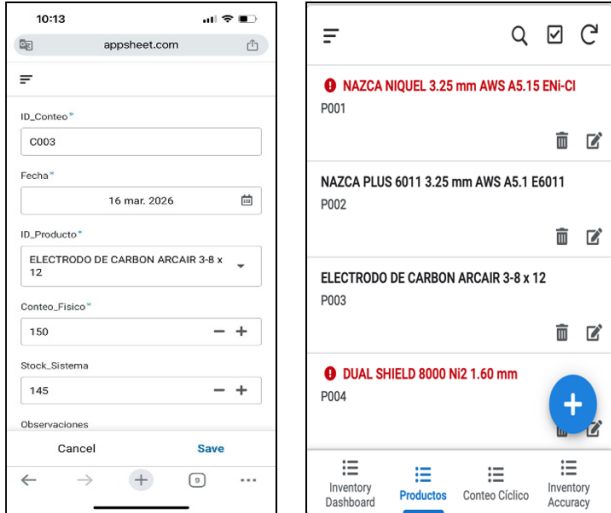 10:13
appsheet.com
ID_Conteo*
C003
Fecha*
16 mar. 2026
ID_Producto*
ELECTRODO DE CARBON ARCAIR 3-8 x
12
Conteo_Fisico*
150
Stock_Sistema
145
Observaciones
Cancel Save
9
NAZCA NIQUEL 3.25 mm AWS A5.15 ENi-CI
P001
NAZCA PLUS 6011 3.25 mm AWS A5.1 E6011
P002
ELECTRODO DE CARBON ARCAIR 3-8 x 12
P003
DUAL SHIELD 8000 Ni2 1.60 mm
P004
Inventory
Dashboard
Productos
Conteo Cíclico
Inventory
Accuracy